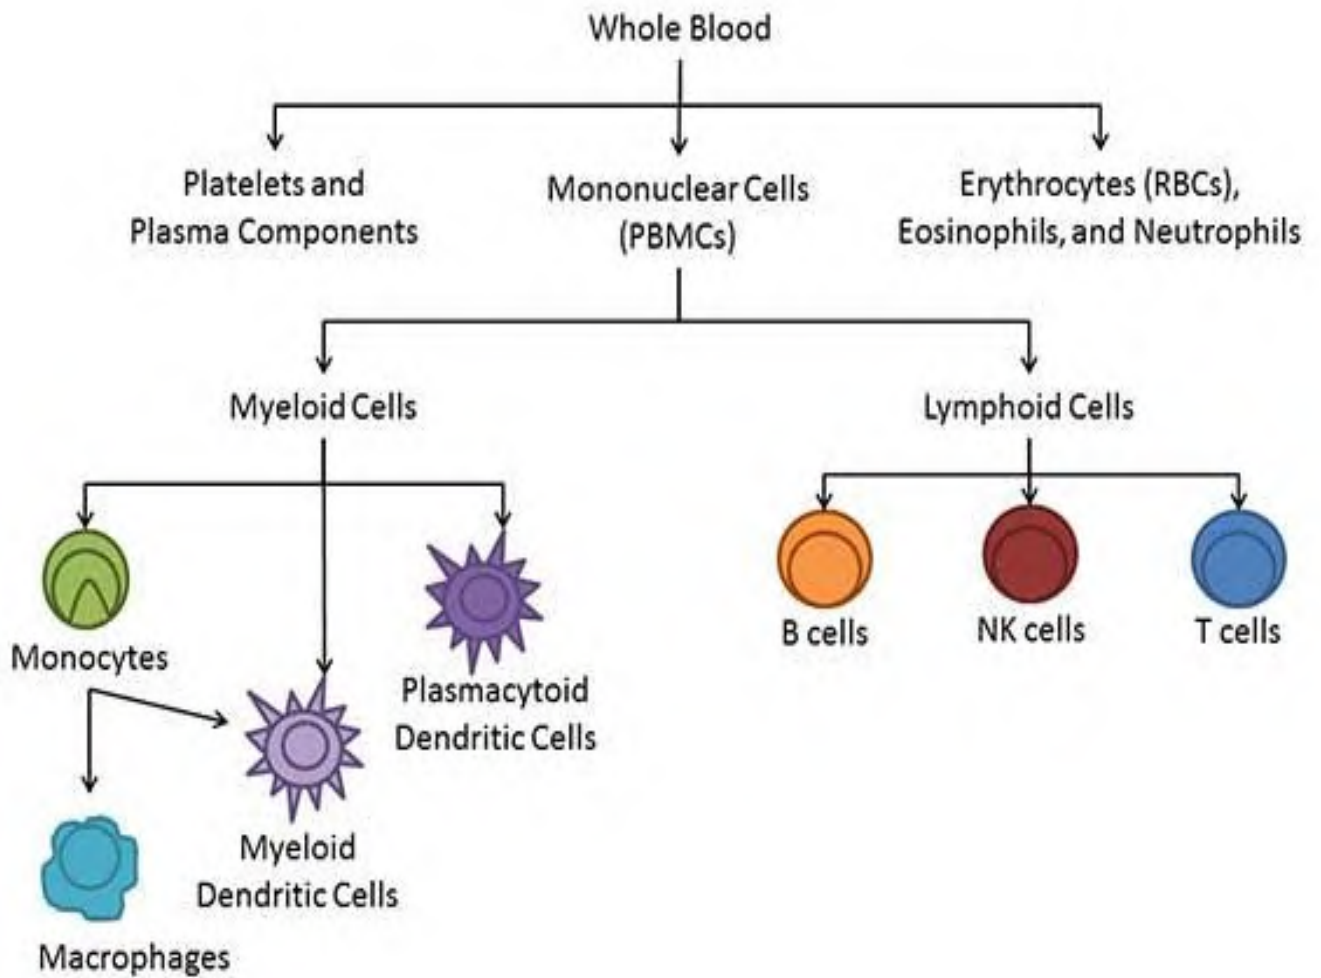 Whole Blood
Platelets and
Plasma Components
Mononuclear Cells
(PBMCs)
Erythrocytes (RBCs),
Eosinophils, and Neutrophils
Myeloid Cells
Lymphoid Cells
Monocytes
Plasmacytoid
Dendritic Cells
B cells
NK cells
T cells
Myeloid
Dendritic Cells
Macrophages